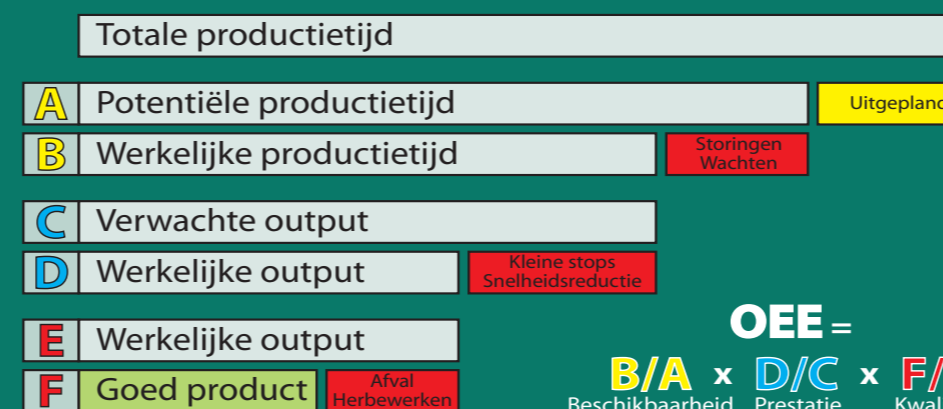 Totale productietijd
A Potentiële productietijd
B Werkelijke productietijd
Storingen
Wachten
C Verwachte output
D Werkelijke output
Kleine stops
Snelheidsreductie
E Werkelijke output
F Goed product
Afval
Herbewerken
OEE =
B/A x D/C x
Beschikbaarheid Prestatie